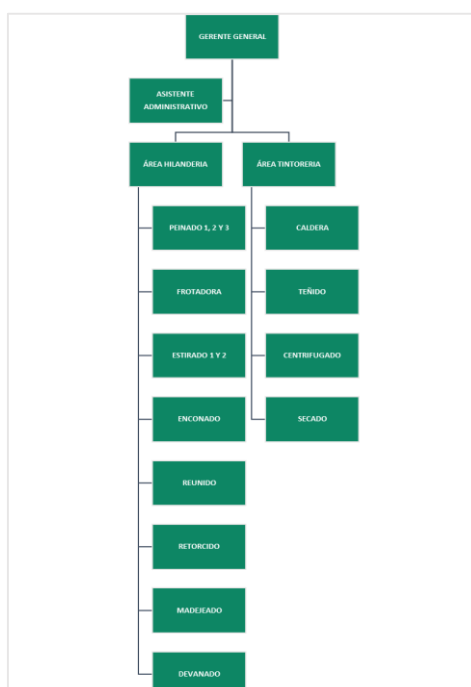 GERENTE GENERAL
ASISTENTE
ADMINISTRATIVO
ÁREA HILANDERIA
ÁREA TINTORERIA
PEINADO 1, 2 Y 3
CALDERA
FROTADORA
TEÑIDO
ESTIRADO 1 Y 2
CENTRIFUGADO
ENCONADO
SECADO
REUNIDO
RETORCIDO
MADEJEADO
DEVANADO